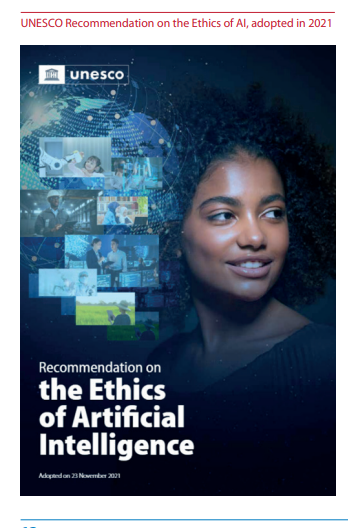 UNESCO Recommendation on the Ethics of AI, adopted in 2021
unesco
Recommendation on
the Ethics
of Artificial
Intelligence
Adopted on 23 November 2021